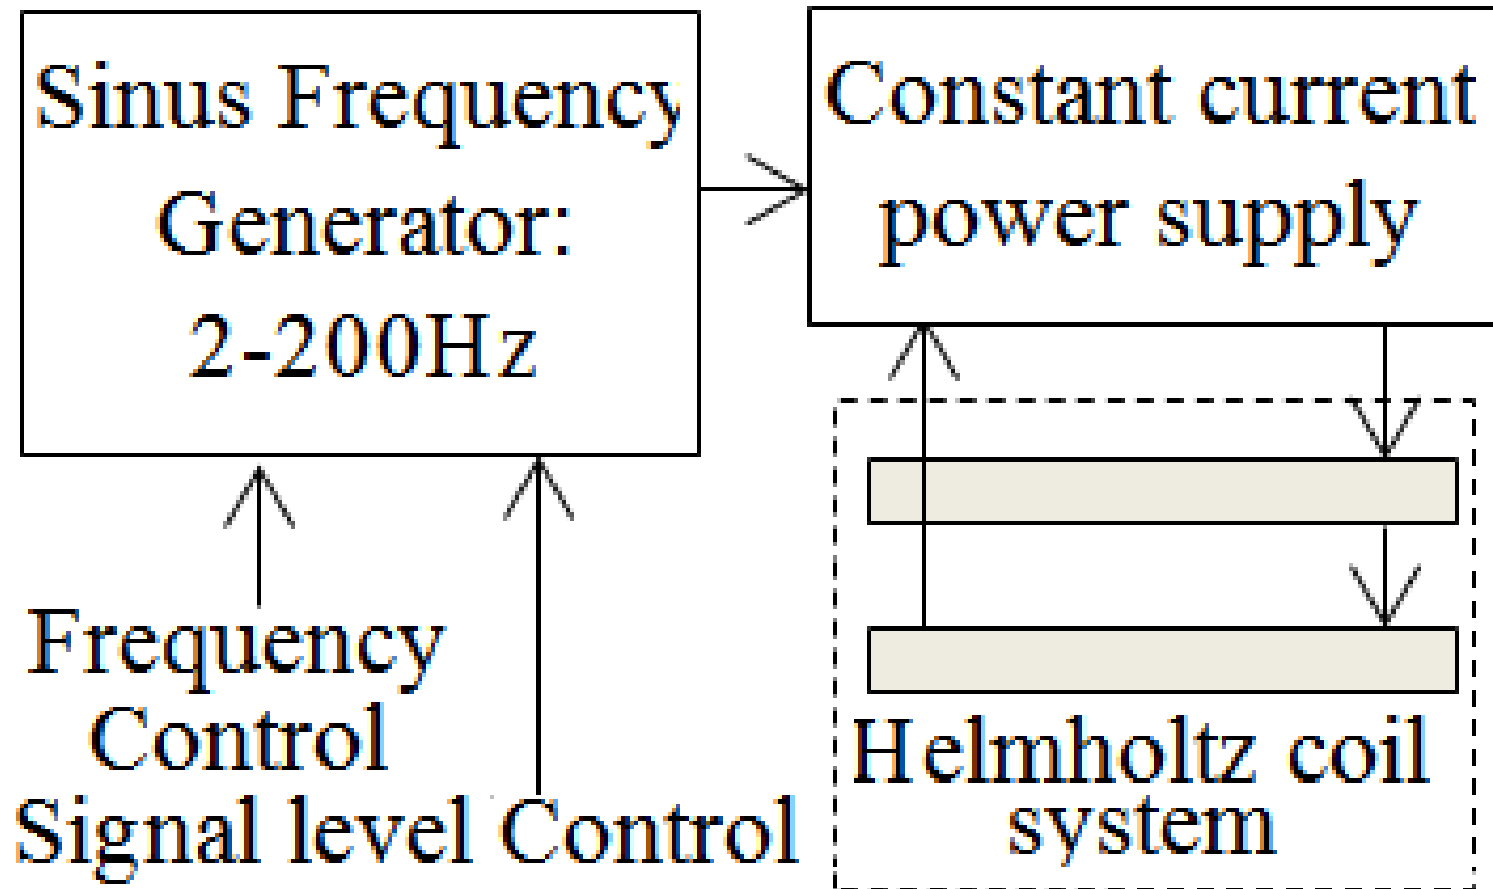 Sinus Frequency
Generator:
2-200Hz
Constant current
power supply
Frequency
Control
Signal level Control
Helmholtz coil
system